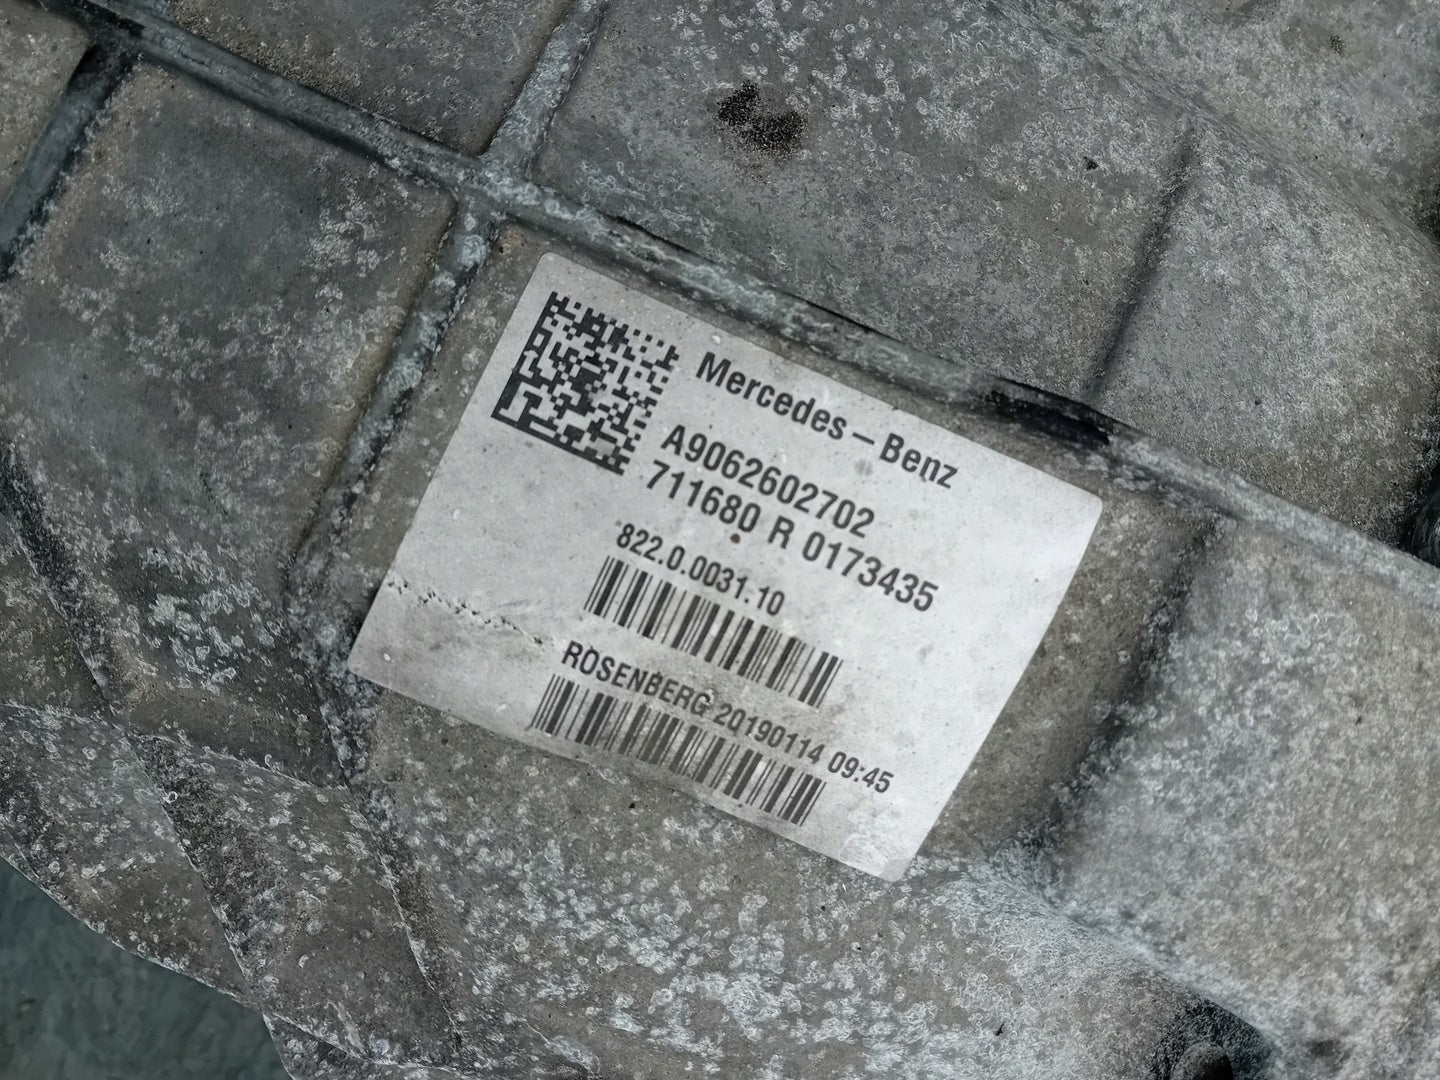 Mercedes – Benz
A9062602702
711680 R 0173435
822.0.0031.10
ROSENBERG 20190114 09:45